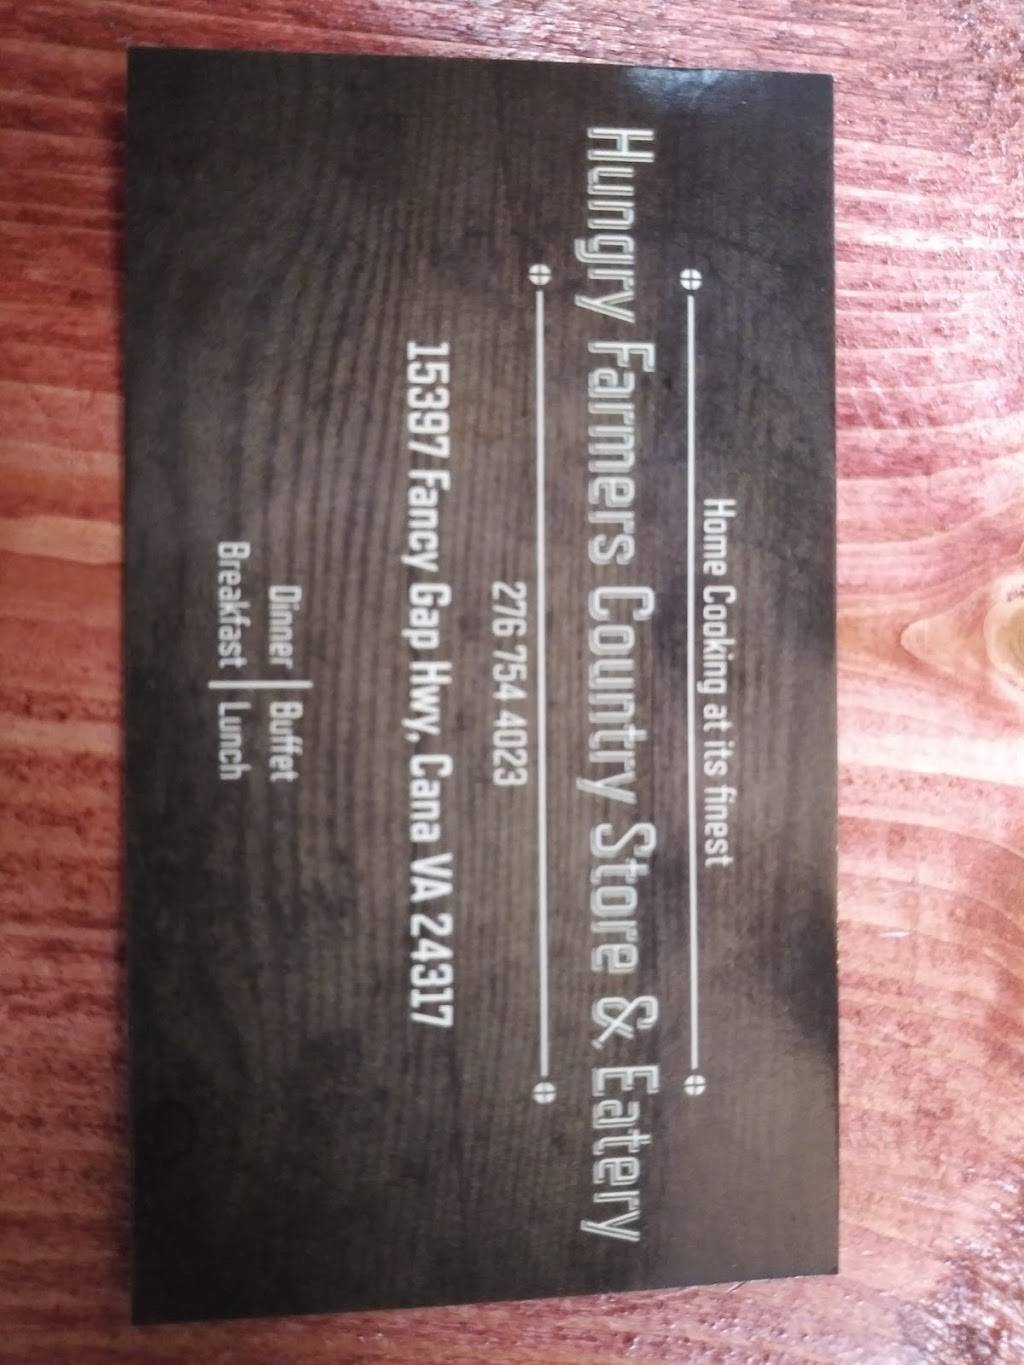 Home Cooking at its finest
Hungry Farmers Country Store & Eatery
276 754 4023
15397 Fancy Gap Hwy, Cana VA 24317
Dinner | Buffet
Breakfast | Lunch